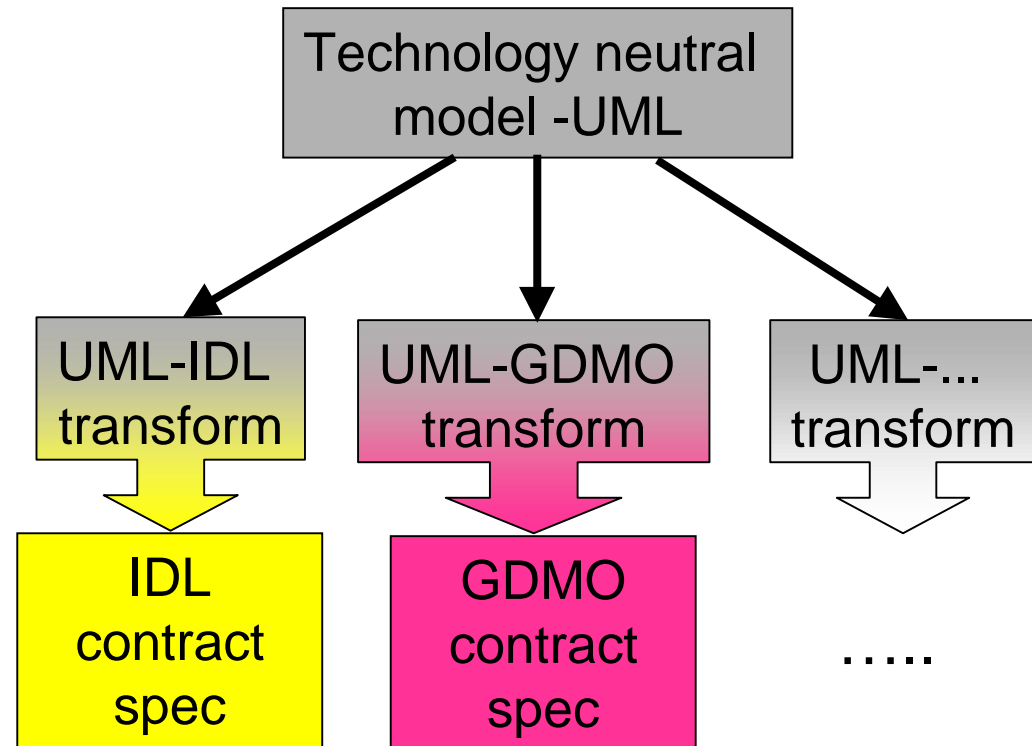 Technology neutral
model -UML
UML-IDL
transform
UML-GDMO
transform
UML-...
transform
IDL
contract
spec
GDMO
contract
spec
…..